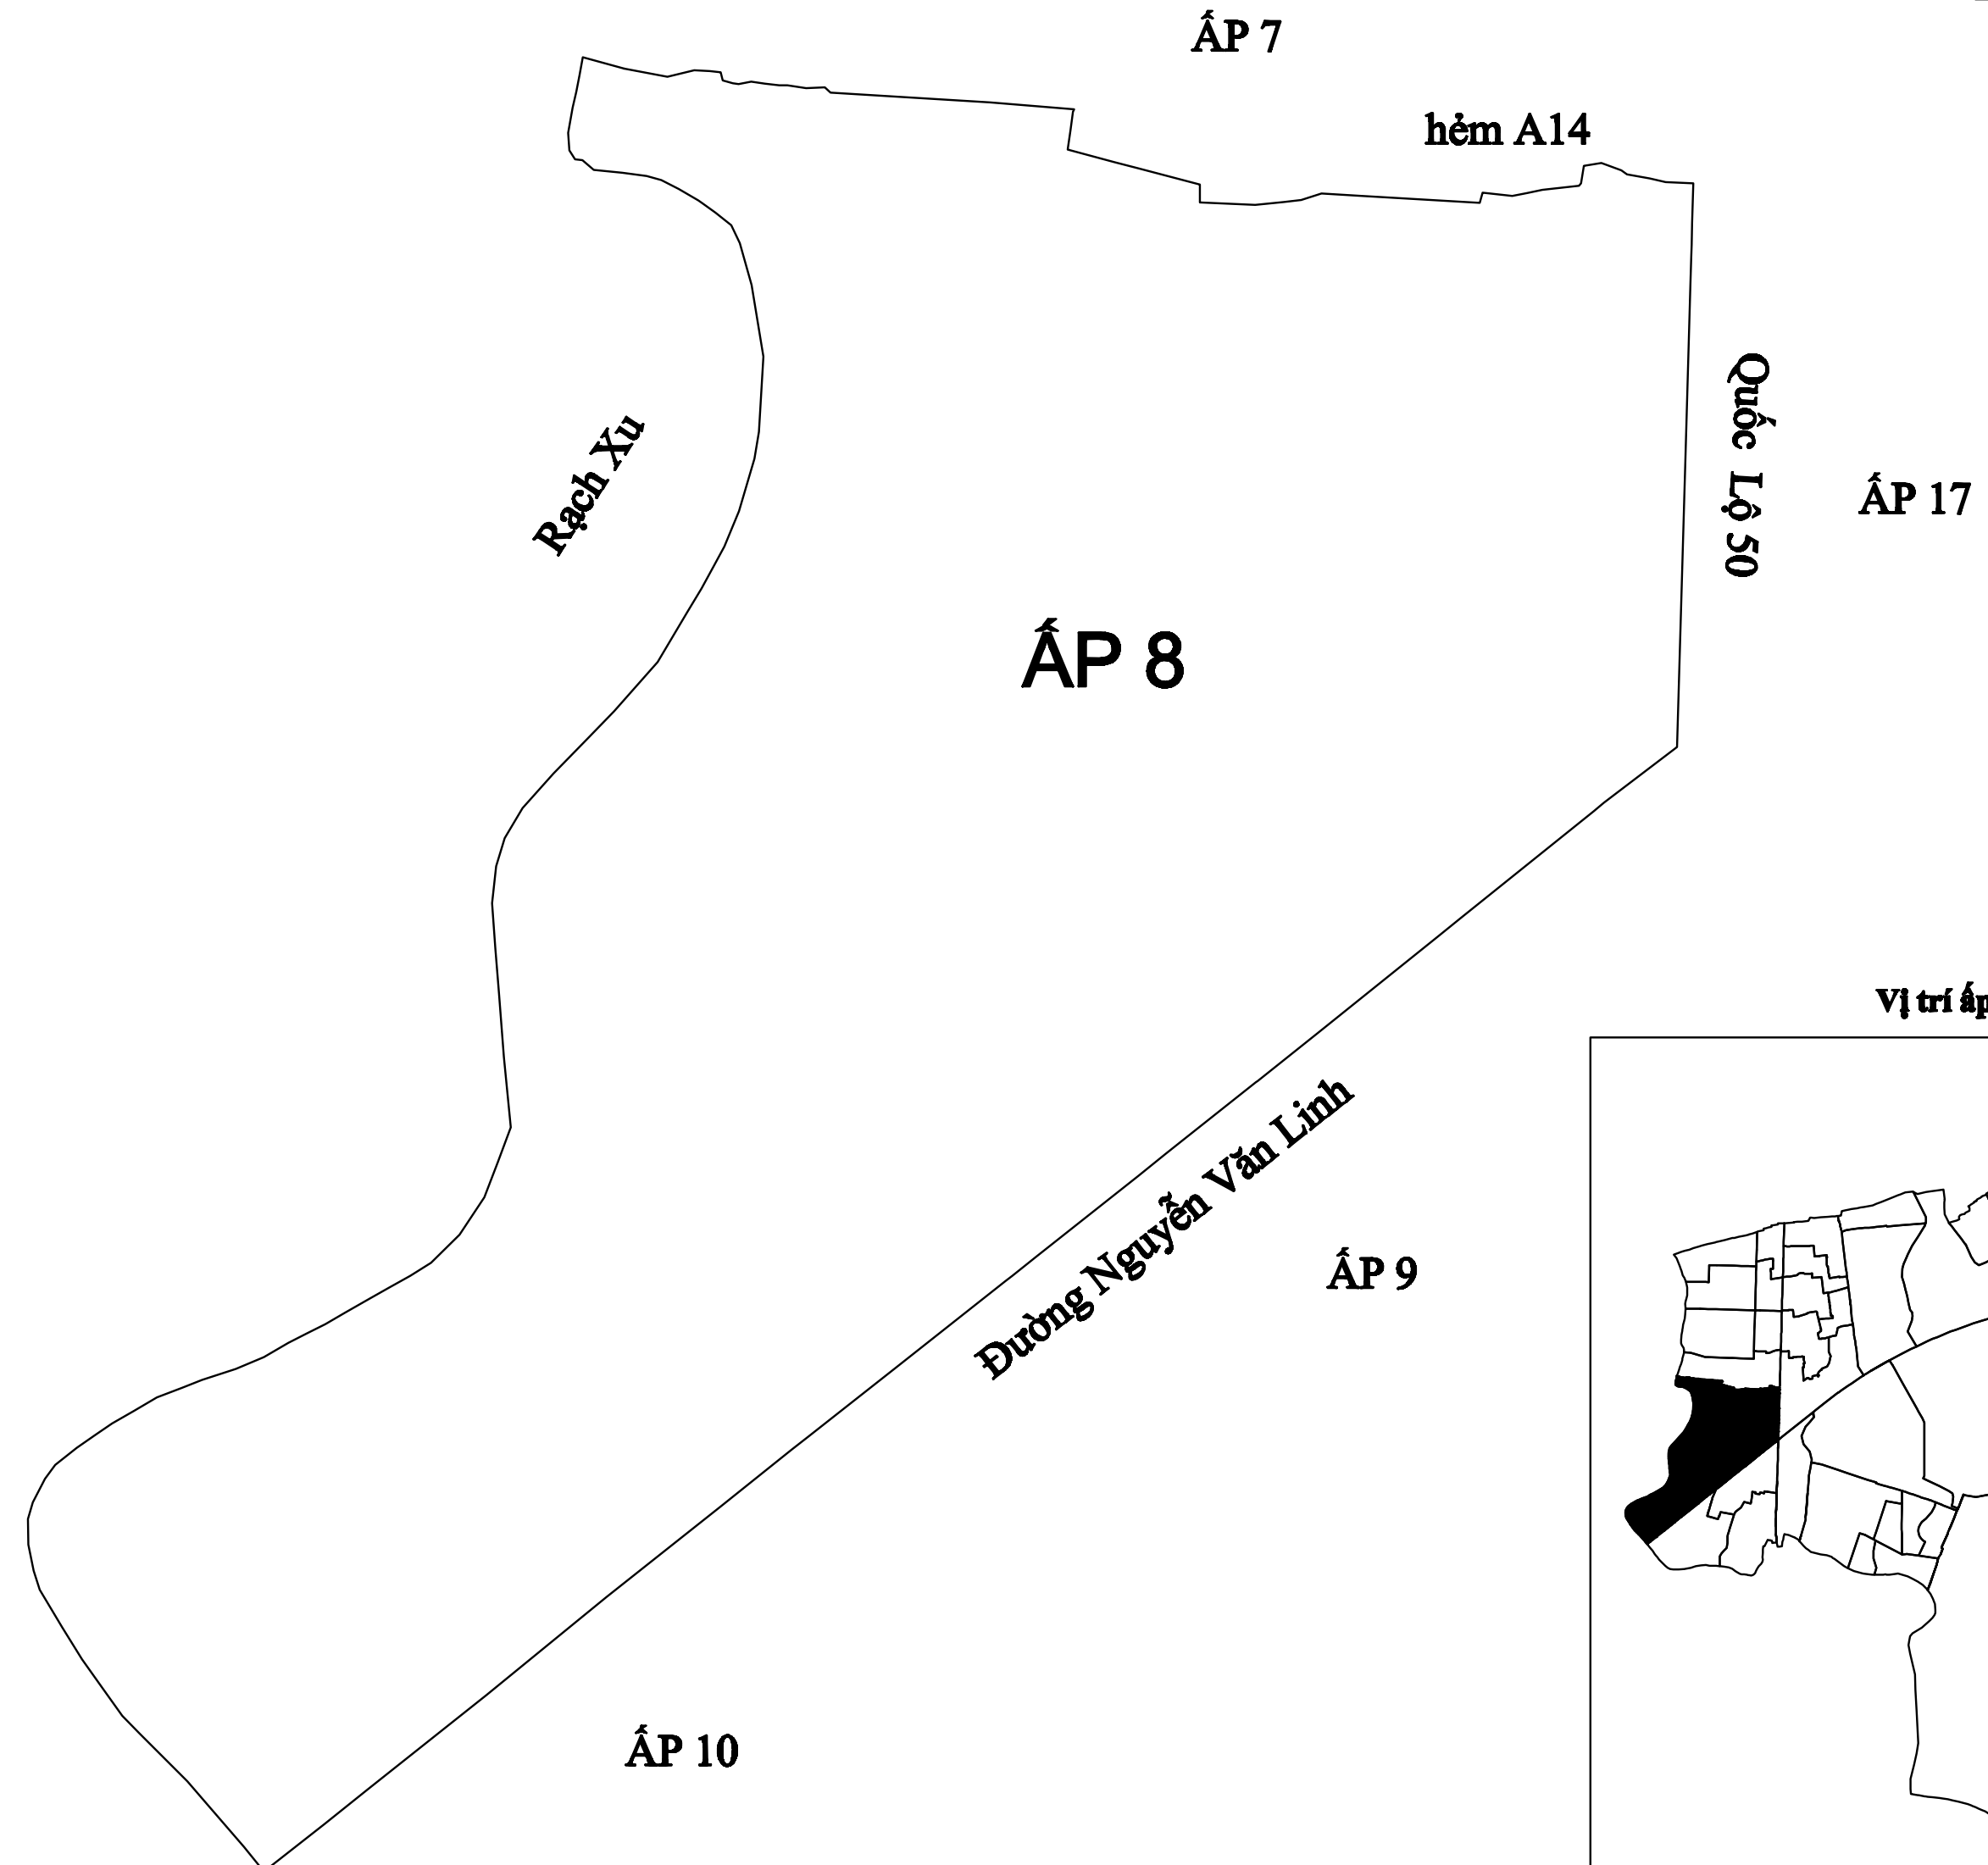 ẤP 7
hẻm A14
Quốc Lộ 50
Rạch Xu
ẤP 17
ẤP 8
Vị trí ấp
Đường Nguyễn Văn Linh
ẤP 9
ẤP 10